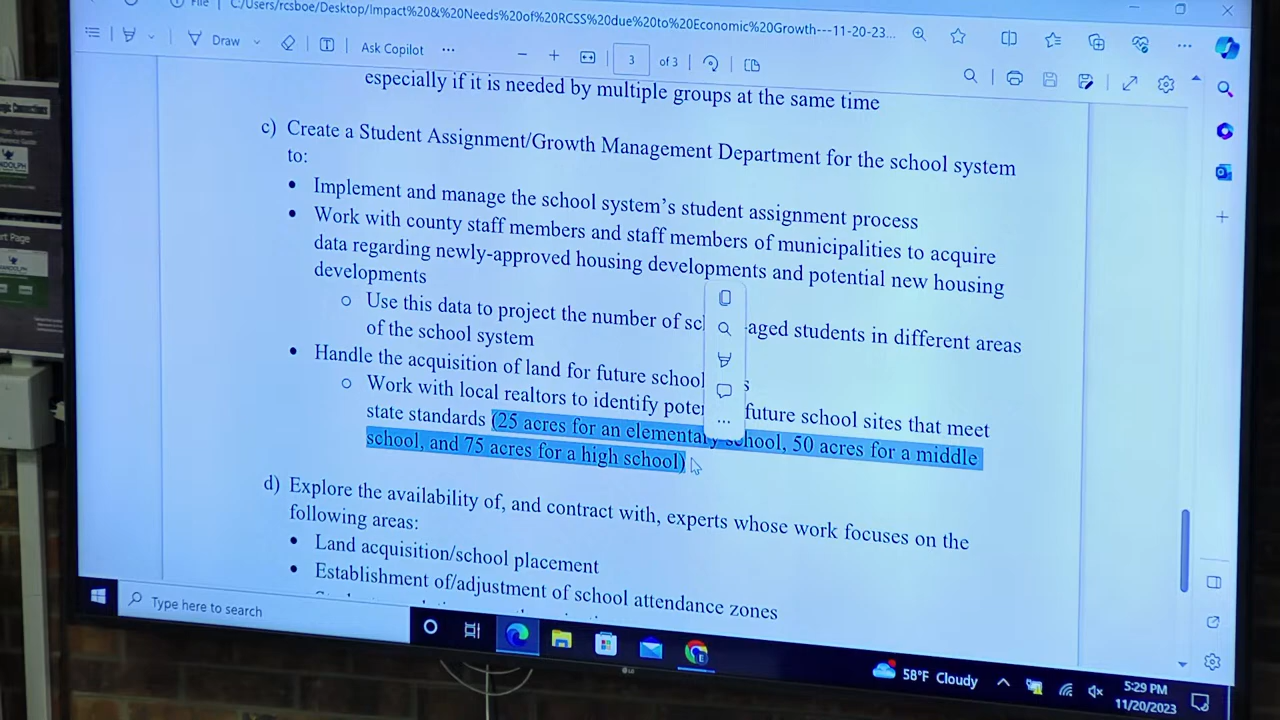 File | C:/Users/rcsboe/Desktop/Impact%20&%20Needs%20of%20RCSS%20due%20to%20Economic%20Growth---11-20-23...
Draw
Ask Copilot
3 of 3
especially if it is needed by multiple groups at the same time
c) Create a Student Assignment/Growth Management Department for the school system
to:
• Implement and manage the school system's student assignment process
• Work with county staff members and staff members of municipalities to acquire
data regarding newly-approved housing developments and potential new housing
developments
o Use this data to project the number of sc -aged students in different areas
of the school system
• Handle the acquisition of land for future school s
o Work with local realtors to identify pote future school sites that meet
state standards (25 acres for an elementary school, 50 acres for a middle
school, and 75 acres for a high school)
d) Explore the availability of, and contract with, experts whose work focuses on the
following areas:
• Land acquisition/school placement
• Establishment of/adjustment of school attendance zones
Type here to search
58°F Cloudy
5:29 PM
11/20/2023
LG